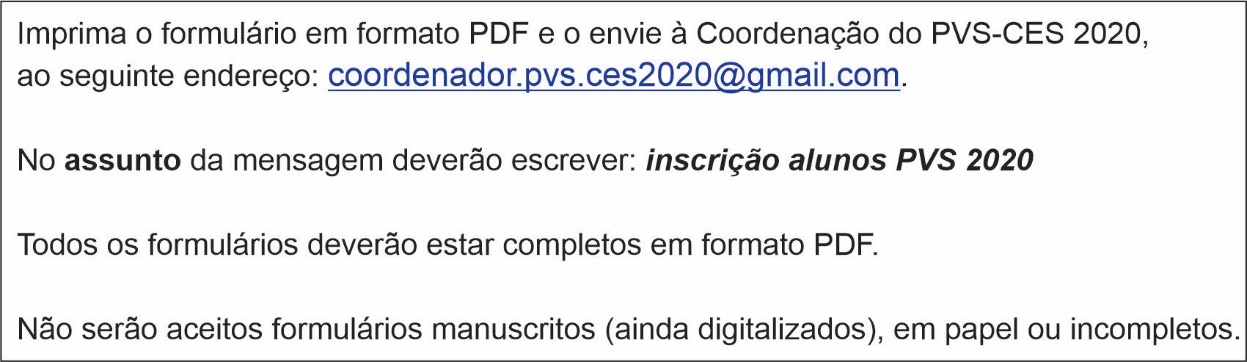 Imprima o formulário em formato PDF e o envie à Coordenação do PVS-CES 2020,
ao seguinte endereço: coordenador.pvs.ces2020@gmail.com.
No assunto da mensagem deverão escrever: inscrição alunos PVS 2020
Todos os formulários deverão estar completos em formato PDF.
Não serão aceitos formulários manuscritos (ainda digitalizados), em papel ou incompletos.